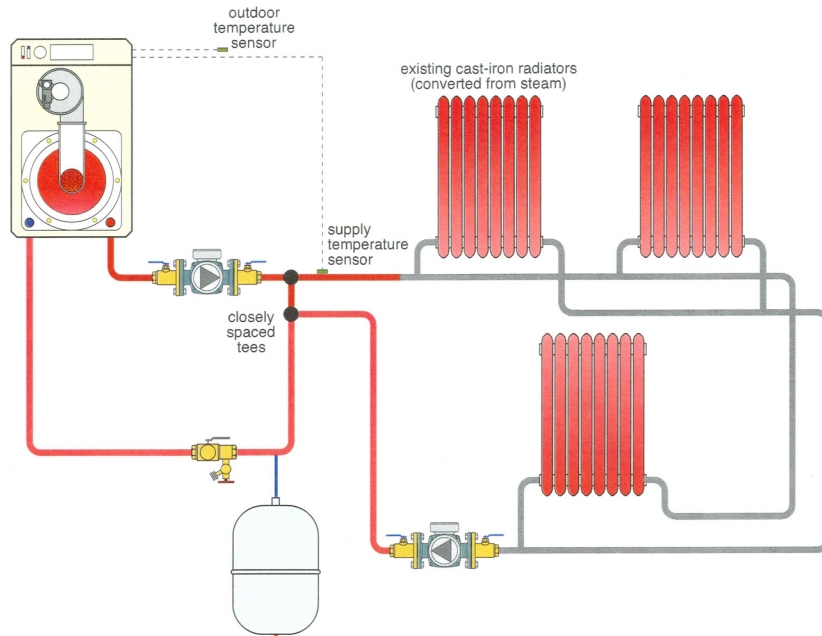 outdoor
temperature
sensor
existing cast-iron radiators
(converted from steam)
supply
temperature
sensor
closely
spaced
tees